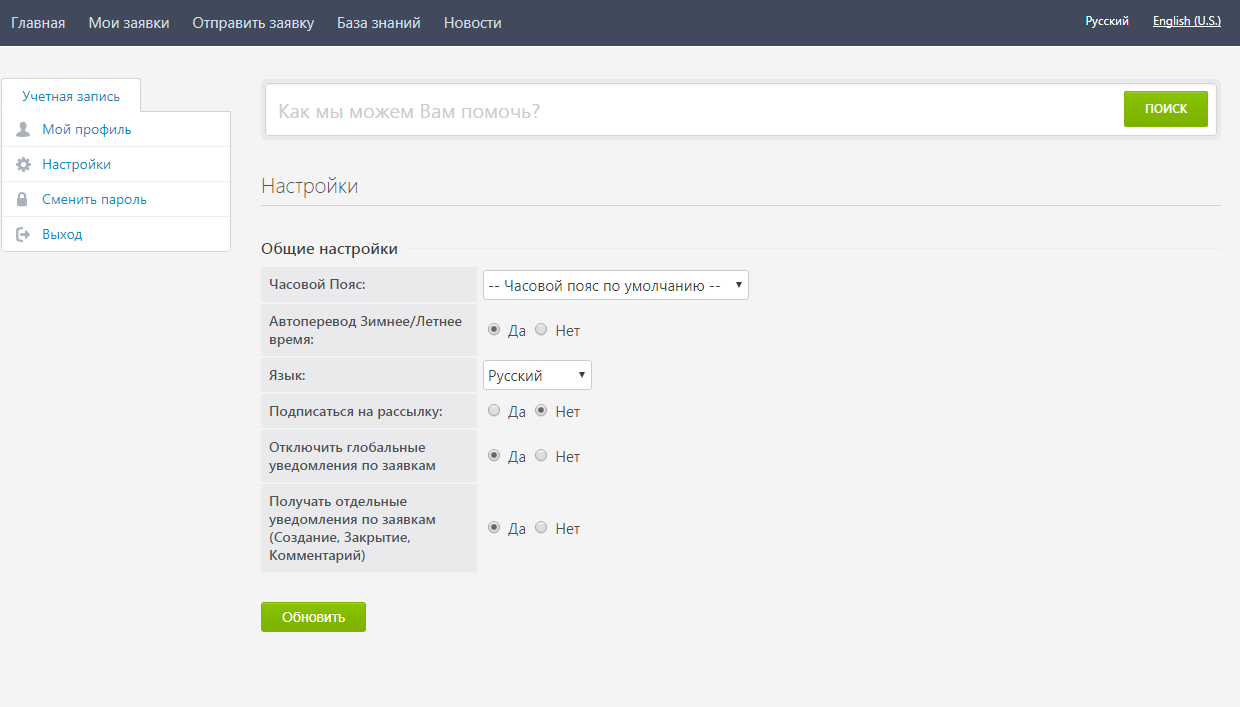 Главная Мои заявки Отправить заявку База знаний Новости Русский English (U.S.)
Учетная запись
Мой профиль
Настройки
Сменить пароль
Выход
Как мы можем Вам помочь? ПОИСК
Настройки
Общие настройки
Часовой Пояс: -- Часовой пояс по умолчанию --
Автоперевод Зимнее/Летнее
время:
Да Нет
Язык: Русский
Подписаться на рассылку: Да Нет
Отключить глобальные
уведомления по заявкам
Да Нет
Получать отдельные
уведомления по заявкам
(Создание, Закрытие,
Комментарий)
Да Нет
Обновить